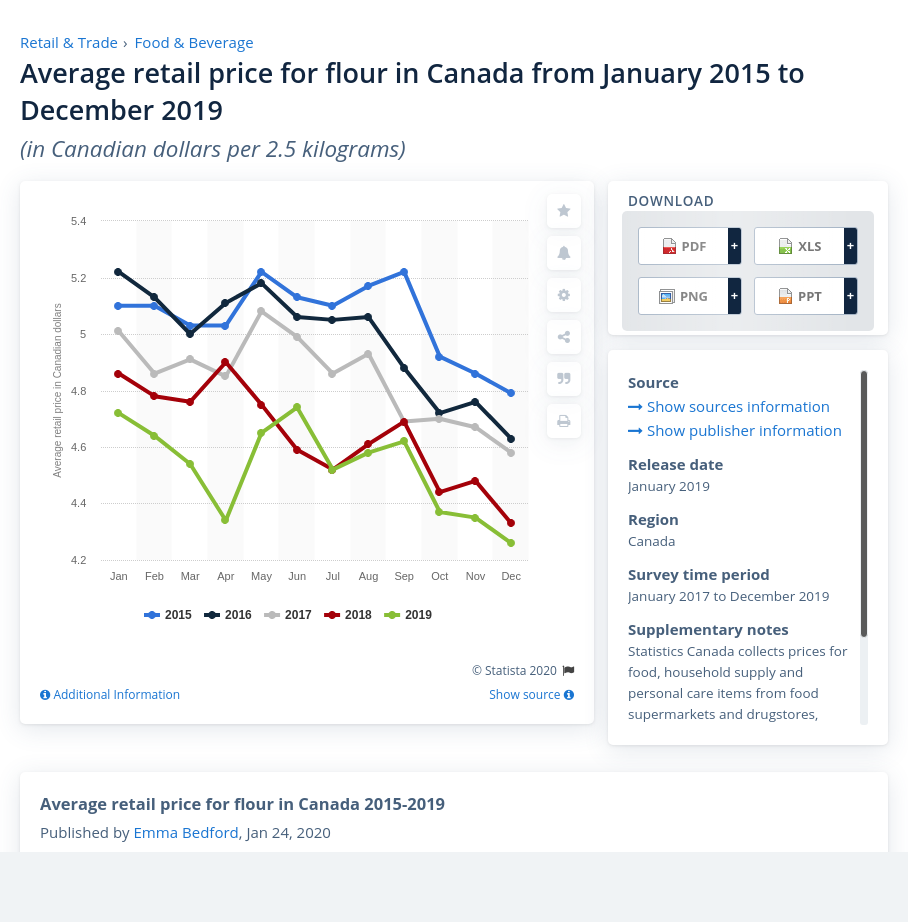 Retail & Trade › Food & Beverage
Average retail price for flour in Canada from January 2015 to
December 2019
(in Canadian dollars per 2.5 kilograms)
5.4
5.2
5
4.8
4.6
4.4
4.2
Average retail price in Canadian dollars
Jan Feb Mar Apr May Jun Jul Aug Sep Oct Nov Dec
2015 2016 2017 2018 2019
© Statista 2020
Additional Information
Show source
DOWNLOAD
PDF + XLS +
PNG + PPT +
Source
Show sources information
Show publisher information
Release date
January 2019
Region
Canada
Survey time period
January 2017 to December 2019
Supplementary notes
Statistics Canada collects prices for
food, household supply and
personal care items from food
supermarkets and drugstores,
Average retail price for flour in Canada 2015-2019
Published by Emma Bedford, Jan 24, 2020